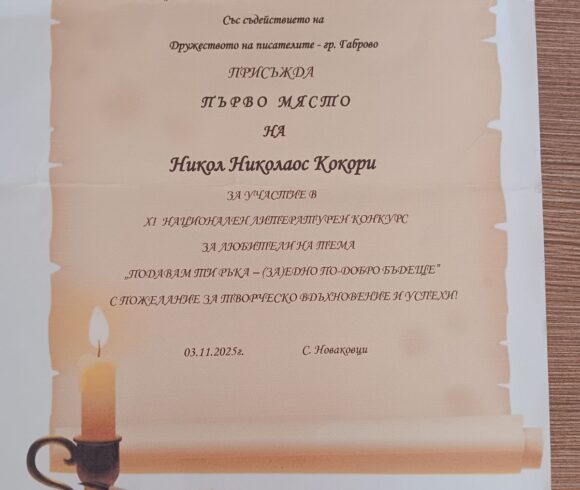 Със съдействието на
Дружеството на писателите - гр. Габрово
ПРИСЪЖДА
ПЪРВО МЯСТО
НА
Никол Николаос Кокори
ЗА УЧАСТИЕ В
XI НАЦИОНАЛЕН ЛИТЕРАТУРЕН КОНКУРС
ЗА ЛЮБИТЕЛИ НА ТЕМА
„ПОДАВАМ ТИ РЪКА – (ЗА)ЕДНО ПО-ДОБРО БЪДЕЩЕ"
С ПОЖЕЛАНИЕ ЗА ТВОРЧЕСКО ВДЪХНОВЕНИЕ И УСПЕХИ!
03.11.2025г. С. Новаковци